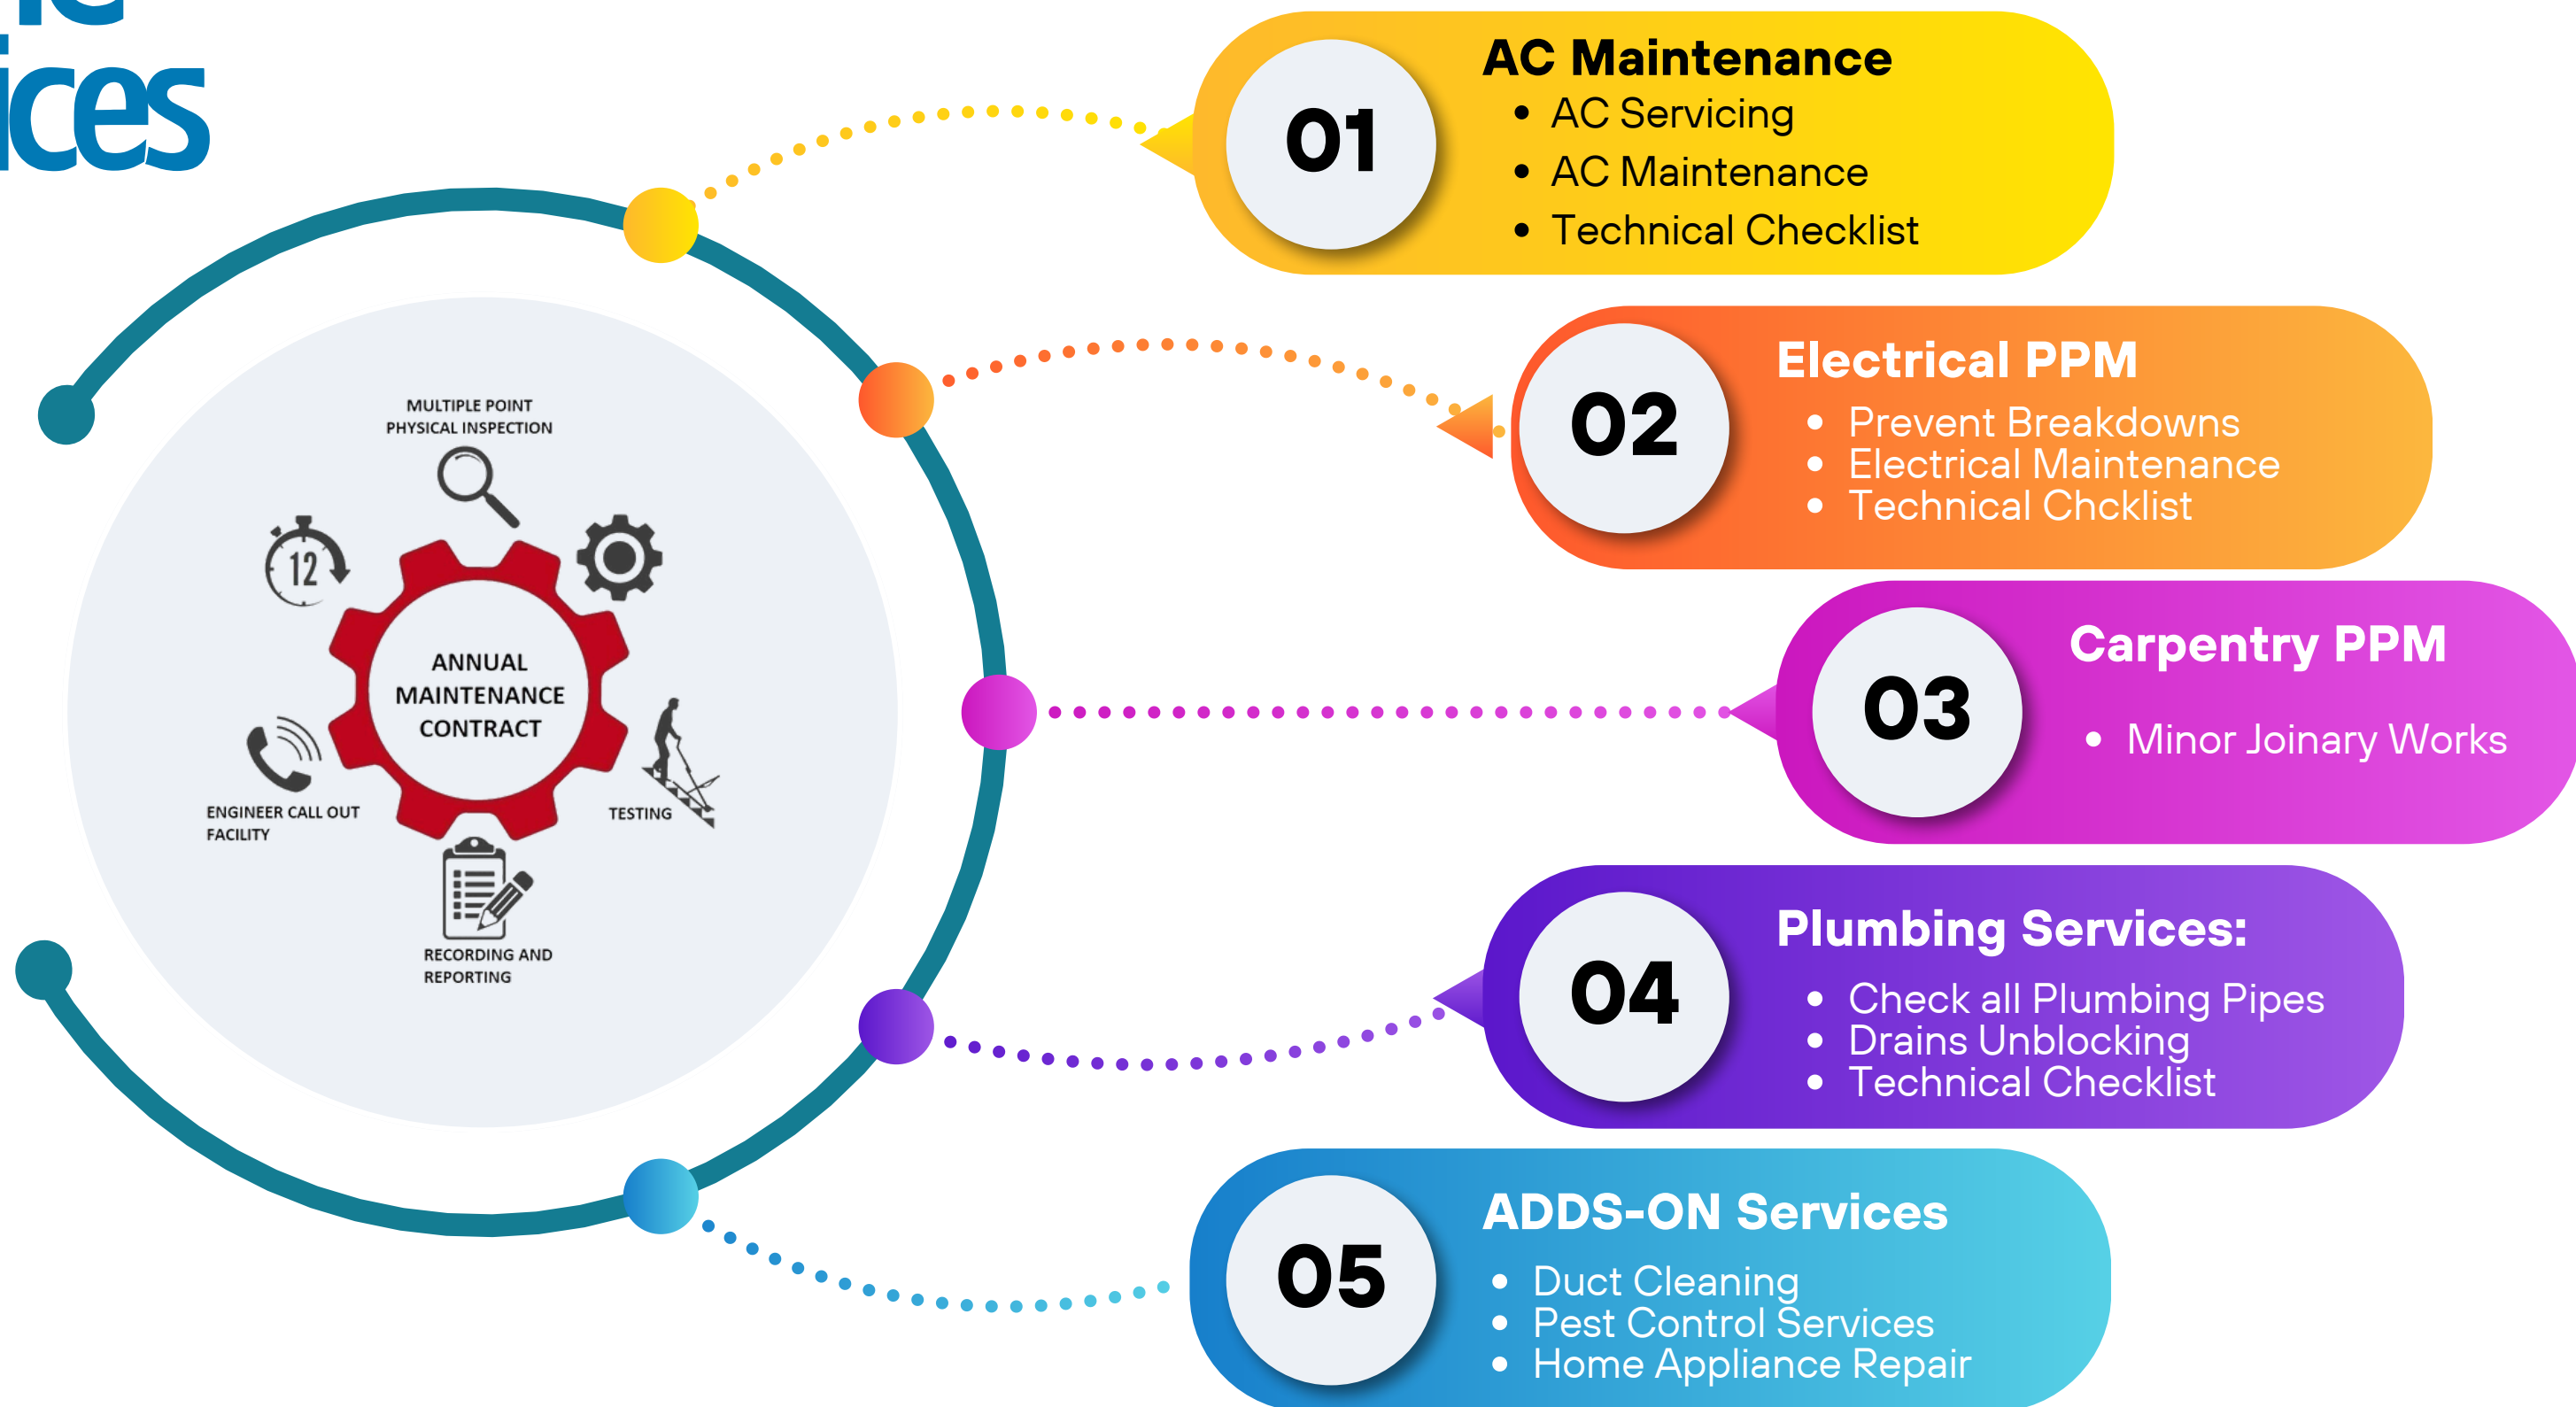 ices
MULTIPLE POINT
PHYSICAL INSPECTION
12
ANNUAL
MAINTENANCE
CONTRACT
ENGINEER CALL OUT
FACILITY
TESTING
RECORDING AND
REPORTING
01
AC Maintenance
• AC Servicing
• AC Maintenance
• Technical Checklist
02
Electrical PPM
• Prevent Breakdowns
• Electrical Maintenance
• Technical Chcklist
03
Carpentry PPM
• Minor Joinary Works
04
Plumbing Services:
• Check all Plumbing Pipes
• Drains Unblocking
• Technical Checklist
05
ADDS-ON Services
• Duct Cleaning
• Pest Control Services
• Home Appliance Repair